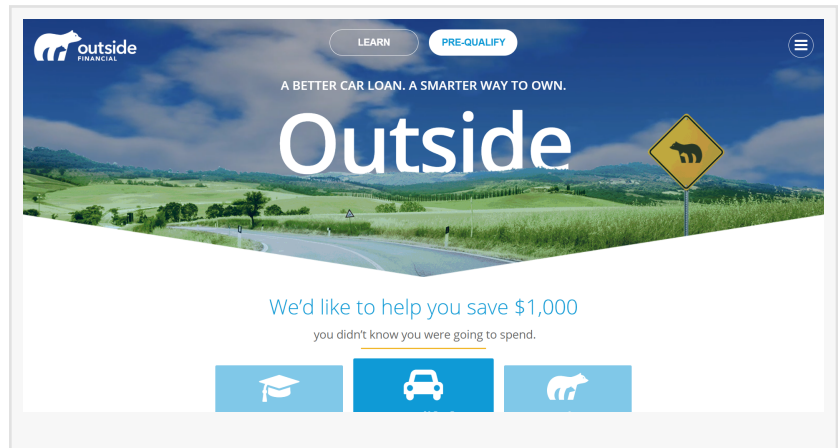 outside
FINANCIAL
LEARN
PRE-QUALIFY
A BETTER CAR LOAN. A SMARTER WAY TO OWN.
Outside
We'd like to help you save $1,000
you didn't know you were going to spend.